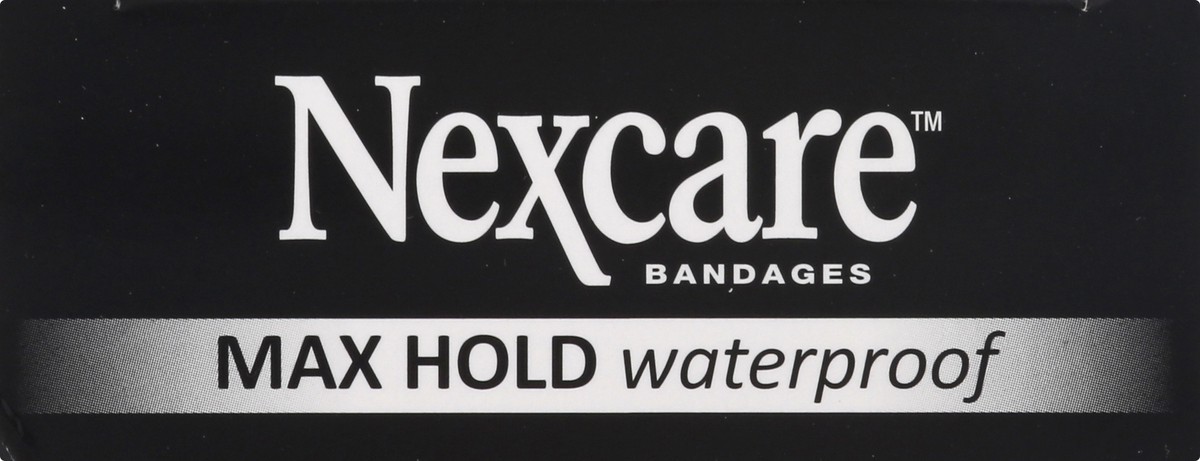 Nexcare™
BANDAGES
MAX HOLD waterproof